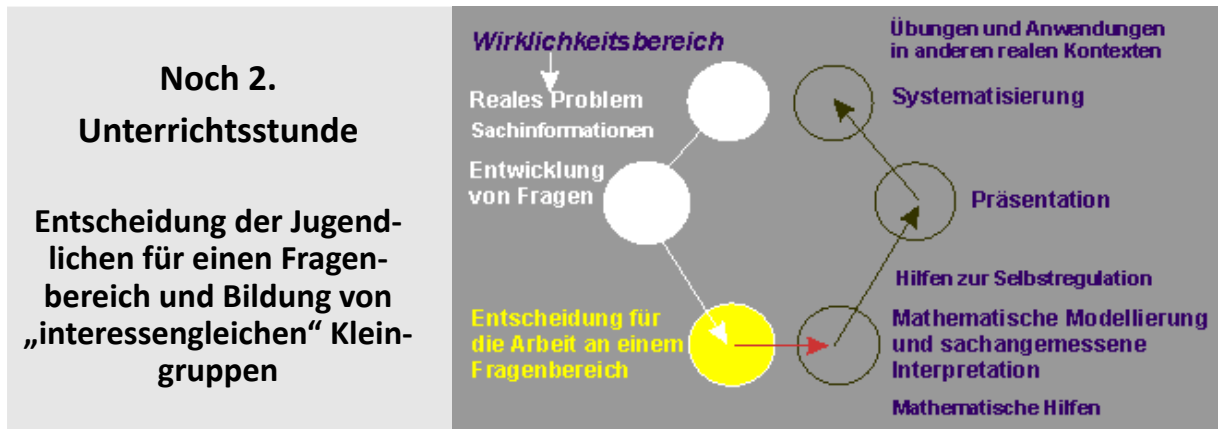 Noch 2.
Unterrichtsstunde
Entscheidung der Jugend-
lichen für einen Fragen-
bereich und Bildung von
„interessengleichen“ Klein-
gruppen
Wirklichkeitsbereich
Reales Problem
Sachinformationen
Entwicklung
von Fragen
Entscheidung für
die Arbeit an einem
Fragenbereich
Übungen und Anwendungen
in anderen realen Kontexten
Systematisierung
Präsentation
Hilfen zur Selbstregulation
Mathematische Modellierung
und sachangemessene
Interpretation
Mathematische Hilfen